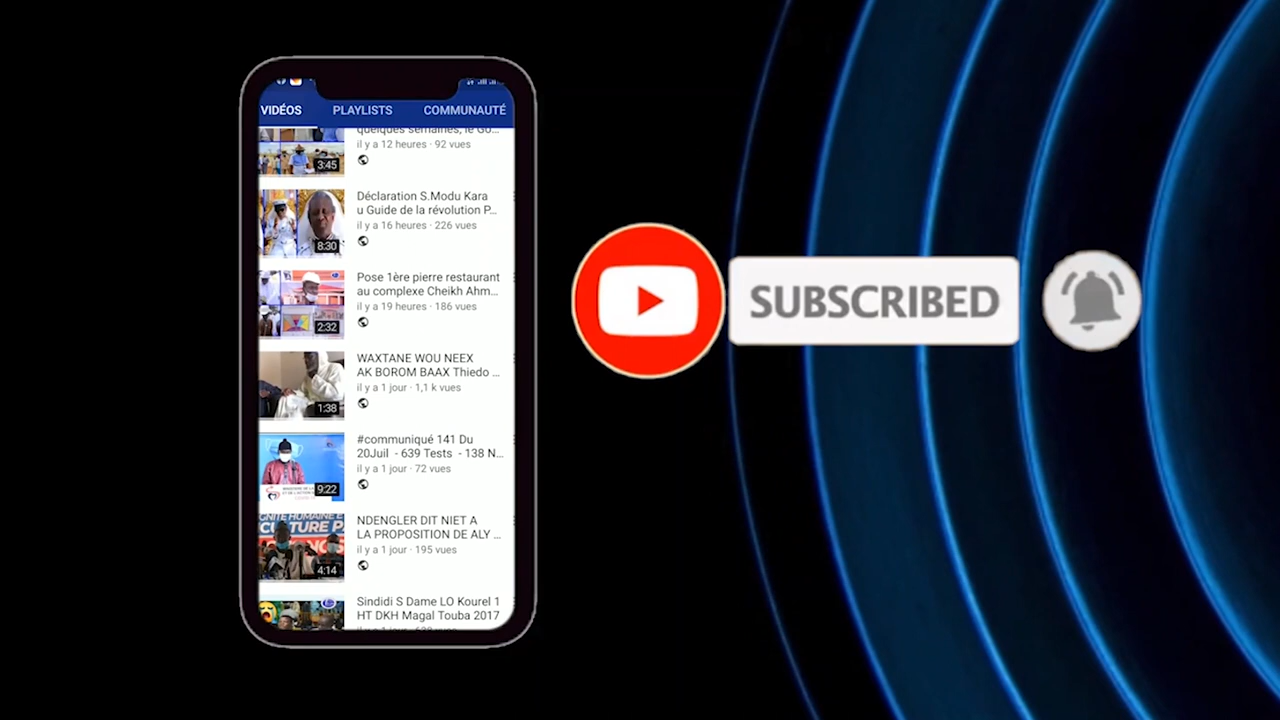 VIDÉOS PLAYLISTS COMMUNAUTÉ
quelques semaines, le Go...
il y a 12 heures · 92 vues
3:45
Déclaration S.Modu Kara
u Guide de la révolution P...
il y a 16 heures · 226 vues
8:30
Pose 1ère pierre restaurant
au complexe Cheikh Ahm...
il y a 19 heures · 186 vues
2:32
WAXTANE WOU NEEX
AK BOROM BAAX Thiedo ...
il y a 1 jour · 1,1 k vues
1:38
#communiqué 141 Du
20Juil - 639 Tests - 138 N...
il y a 1 jour · 72 vues
9:22
NDENGLER DIT NIET A
LA PROPOSITION DE ALY ...
il y a 1 jour · 195 vues
4:14
Sindidi S Dame LO Kourel 1
HT DKH Magal Touba 2017
SUBSCRIBED